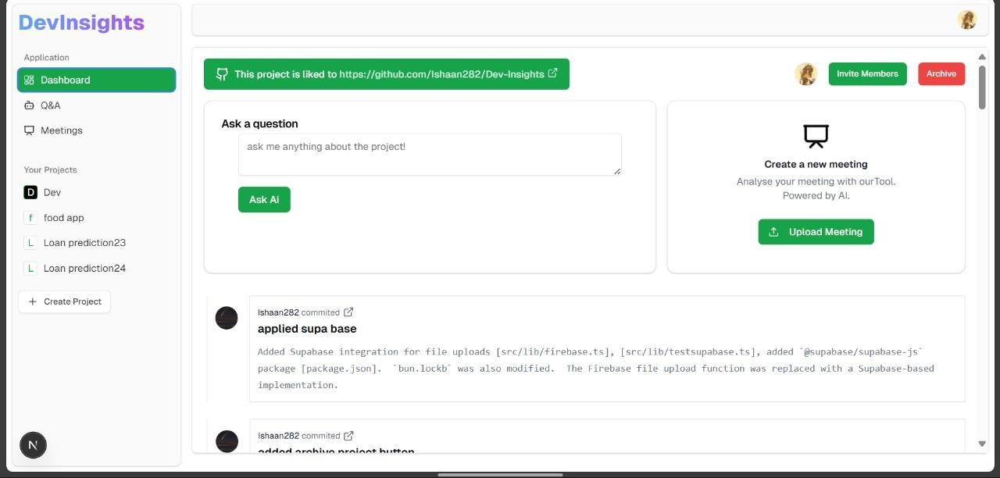 DevInsights
Application
Dashboard
Q&A
Meetings
Your Projects
D Dev
f food app
L Loan prediction23
L Loan prediction24
+ Create Project
N
This project is liked to https://github.com/Ishaan282/Dev-Insights
Invite Members
Archive
Ask a question
ask me anything about the project!
Ask Ai
Create a new meeting
Analyse your meeting with ourTool.
Powered by AI.
Upload Meeting
Ishaan282 commited
applied supa base
Added Supabase integration for file uploads [src/lib/firebase.ts], [src/lib/testsupabase.ts], added `@supabase/supabase-js`
package [package.json].  `bun.lockb` was also modified.  The Firebase file upload function was replaced with a Supabase-based
implementation.
Ishaan282 commited
added archive project button